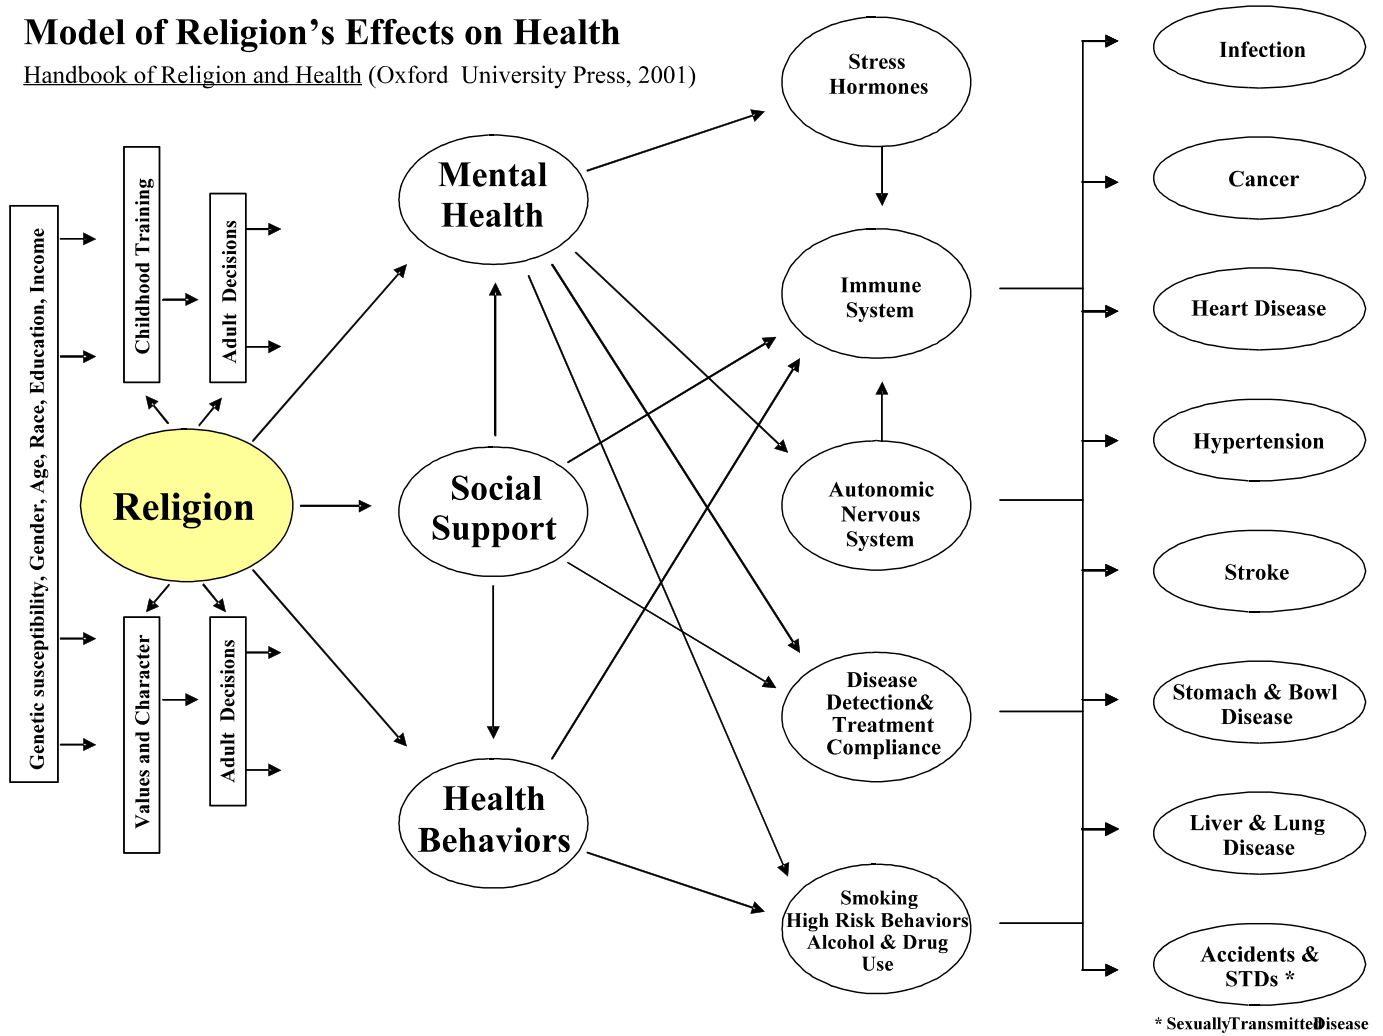 Model of Religion's Effects on Health
Handbook of Religion and Health (Oxford University Press, 2001)
Genetic susceptibility, Gender, Age, Race, Education, Income
Childhood Training
Adult Decisions
Religion
Values and Character
Adult Decisions
Mental
Health
Social
Support
Health
Behaviors
Stress
Hormones
Immune
System
Autonomic
Nervous
System
Disease
Detection&
Treatment
Compliance
Smoking
High Risk Behaviors
Alcohol & Drug
Use
Infection
Cancer
Heart Disease
Hypertension
Stroke
Stomach & Bowl
Disease
Liver & Lung
Disease
Accidents &
STDs *
* SexuallyTransmittedDisease